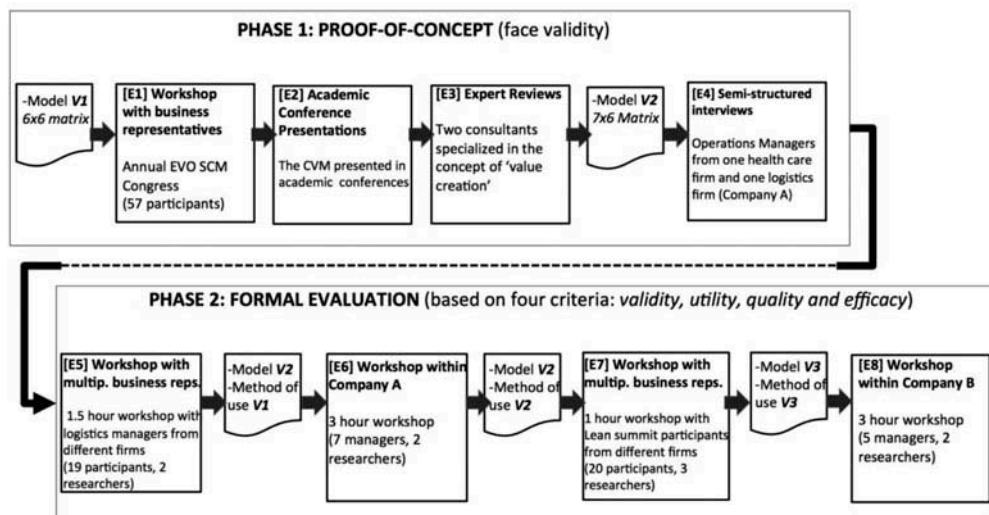 PHASE 1: PROOF-OF-CONCEPT (face validity)
-Model V1
6x6 matrix
[E1] Workshop
with business
representatives
Annual EVO SCM
Congress
(57 participants)
[E2] Academic
Conference
Presentations
The CVM presented in
academic conferences
[E3] Expert Reviews
Two consultants
specialized in the
concept of ‘value
creation’
-Model V2
7x6 Matrix
[E4] Semi-structured
interviews
Operations Managers
from one health care
firm and one logistics
firm (Company A)
PHASE 2: FORMAL EVALUATION (based on four criteria: validity, utility, quality and efficacy)
[E5] Workshop with
multip. business reps.
1.5 hour workshop with
logistics managers from
different firms
(19 participants, 2
researchers)
-Model V2
-Method of
use V1
[E6] Workshop within
Company A
3 hour workshop
(7 managers, 2
researchers)
-Model V2
-Method of
use V2
[E7] Workshop with
multip. business reps.
1 hour workshop with
Lean summit participants
from different firms
(20 participants, 3
researchers)
-Model V3
-Method of
use V3
[E8] Workshop
within Company B
3 hour workshop
(5 managers, 2
researchers)